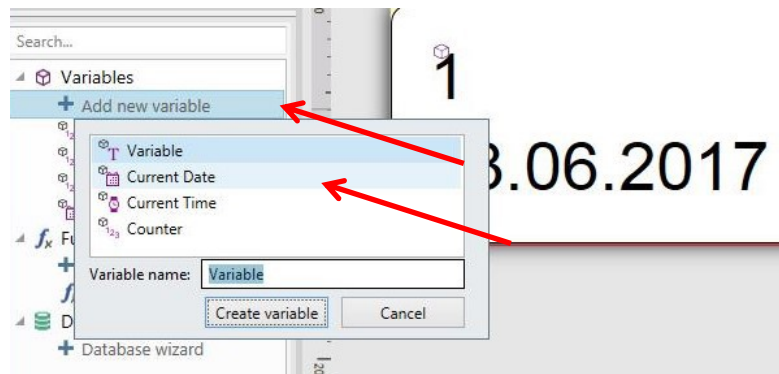 Search...
Variables
Add new variable
Variable
Current Date
Current Time
Counter
Variable name: Variable
Create variable Cancel
Database wizard
1
.06.2017